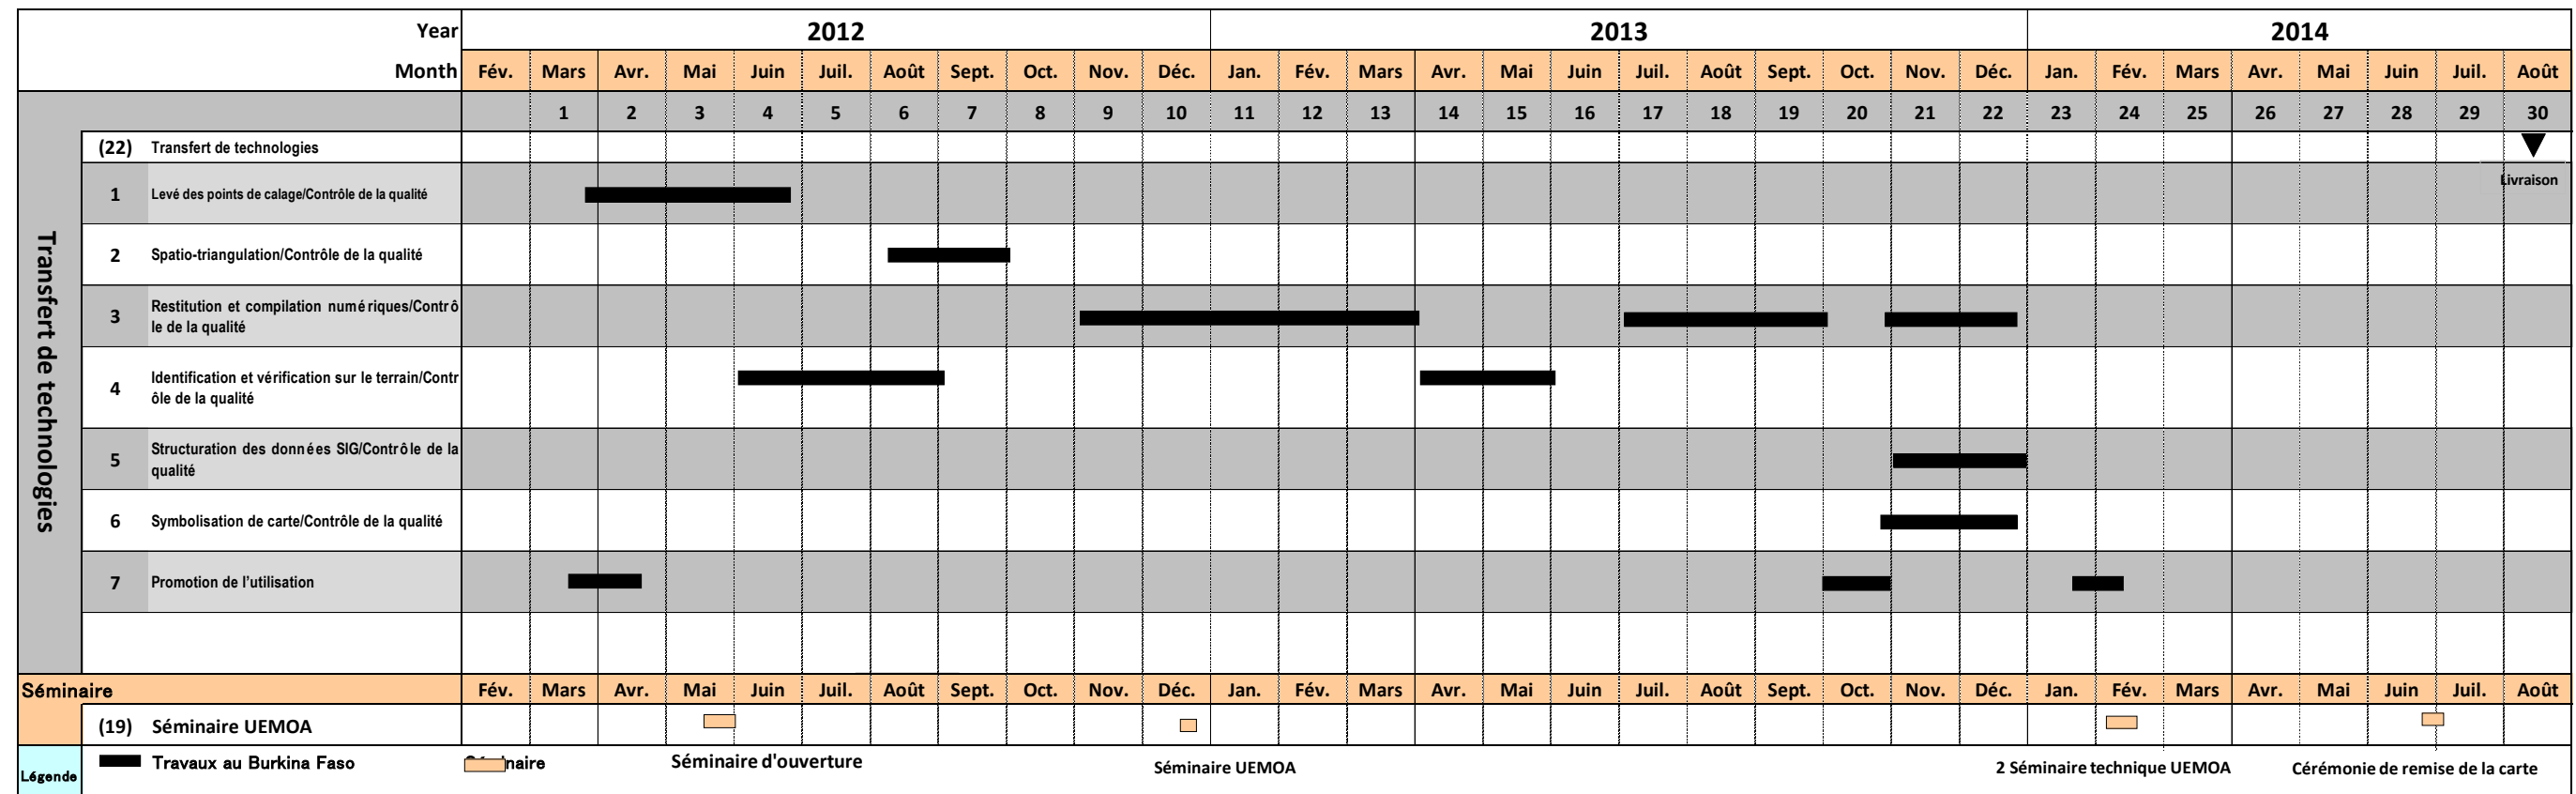 Year 2012 2013 2014
Month Fév. Mars Avr. Mai Juin Juil. Août Sept. Oct. Nov. Déc. Jan. Fév. Mars Avr. Mai Juin Juil. Août Sept. Oct. Nov. Déc. Jan. Fév. Mars Avr. Mai Juin Juil. Août
1 2 3 4 5 6 7 8 9 10 11 12 13 14 15 16 17 18 19 20 21 22 23 24 25 26 27 28 29 30
Transfert de technologies
(22) Transfert de technologies
1 Levé des points de calage/Contrôle de la qualité
Livraison
2 Spatio-triangulation/Contrôle de la qualité
3 Restitution et compilation numériques/Contrô
le de la qualité
4 Identification et vérification sur le terrain/Contr
ôle de la qualité
5 Structuration des données SIG/Contrôle de la
qualité
6 Symbolisation de carte/Contrôle de la qualité
7 Promotion de l'utilisation
Séminaire Fév. Mars Avr. Mai Juin Juil. Août Sept. Oct. Nov. Déc. Jan. Fév. Mars Avr. Mai Juin Juil. Août Sept. Oct. Nov. Déc. Jan. Fév. Mars Avr. Mai Juin Juil. Août
(19) Séminaire UEMOA
Légende Travaux au Burkina Faso Séminaire Séminaire d'ouverture Séminaire UEMOA 2 Séminaire technique UEMOA Cérémonie de remise de la carte